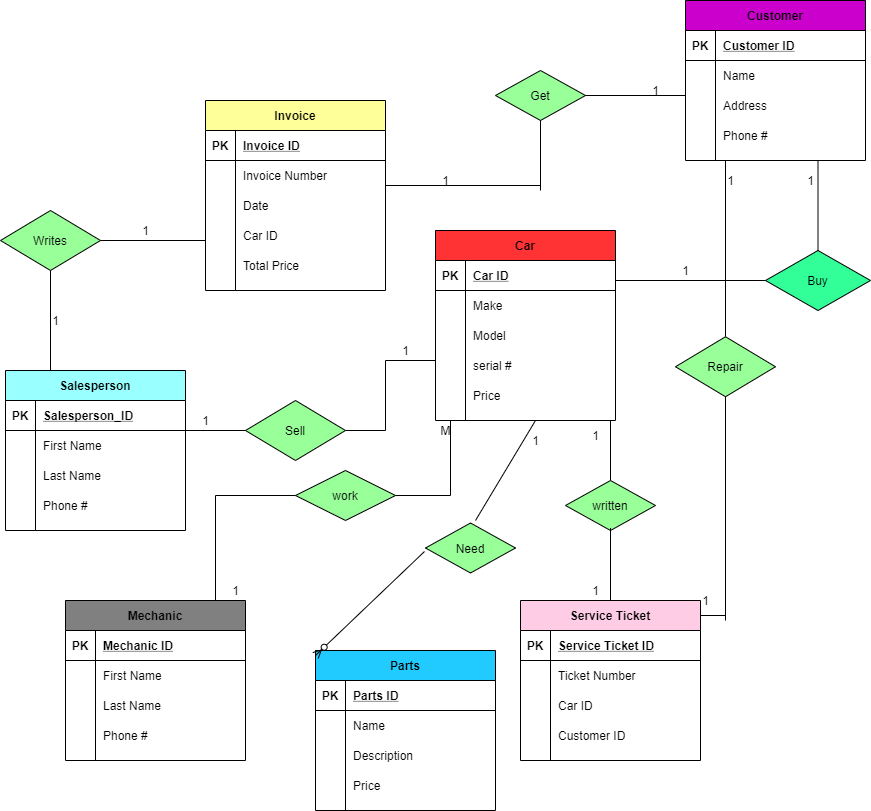 Customer
PK Customer ID
Name
Address
Phone #
Get
1
Invoice
PK Invoice ID
Invoice Number
Date
Car ID
Total Price
1
1
1
Writes
1
Car
PK Car ID
Make
Model
serial #
Price
1
Buy
1
1
Repair
Salesperson
PK Salesperson_ID
First Name
Last Name
Phone #
1
Sell
M
1
1
work
written
Need
1
1
1
Mechanic
PK Mechanic ID
First Name
Last Name
Phone #
Service Ticket
PK Service Ticket ID
Ticket Number
Car ID
Customer ID
Parts
PK Parts ID
Name
Description
Price